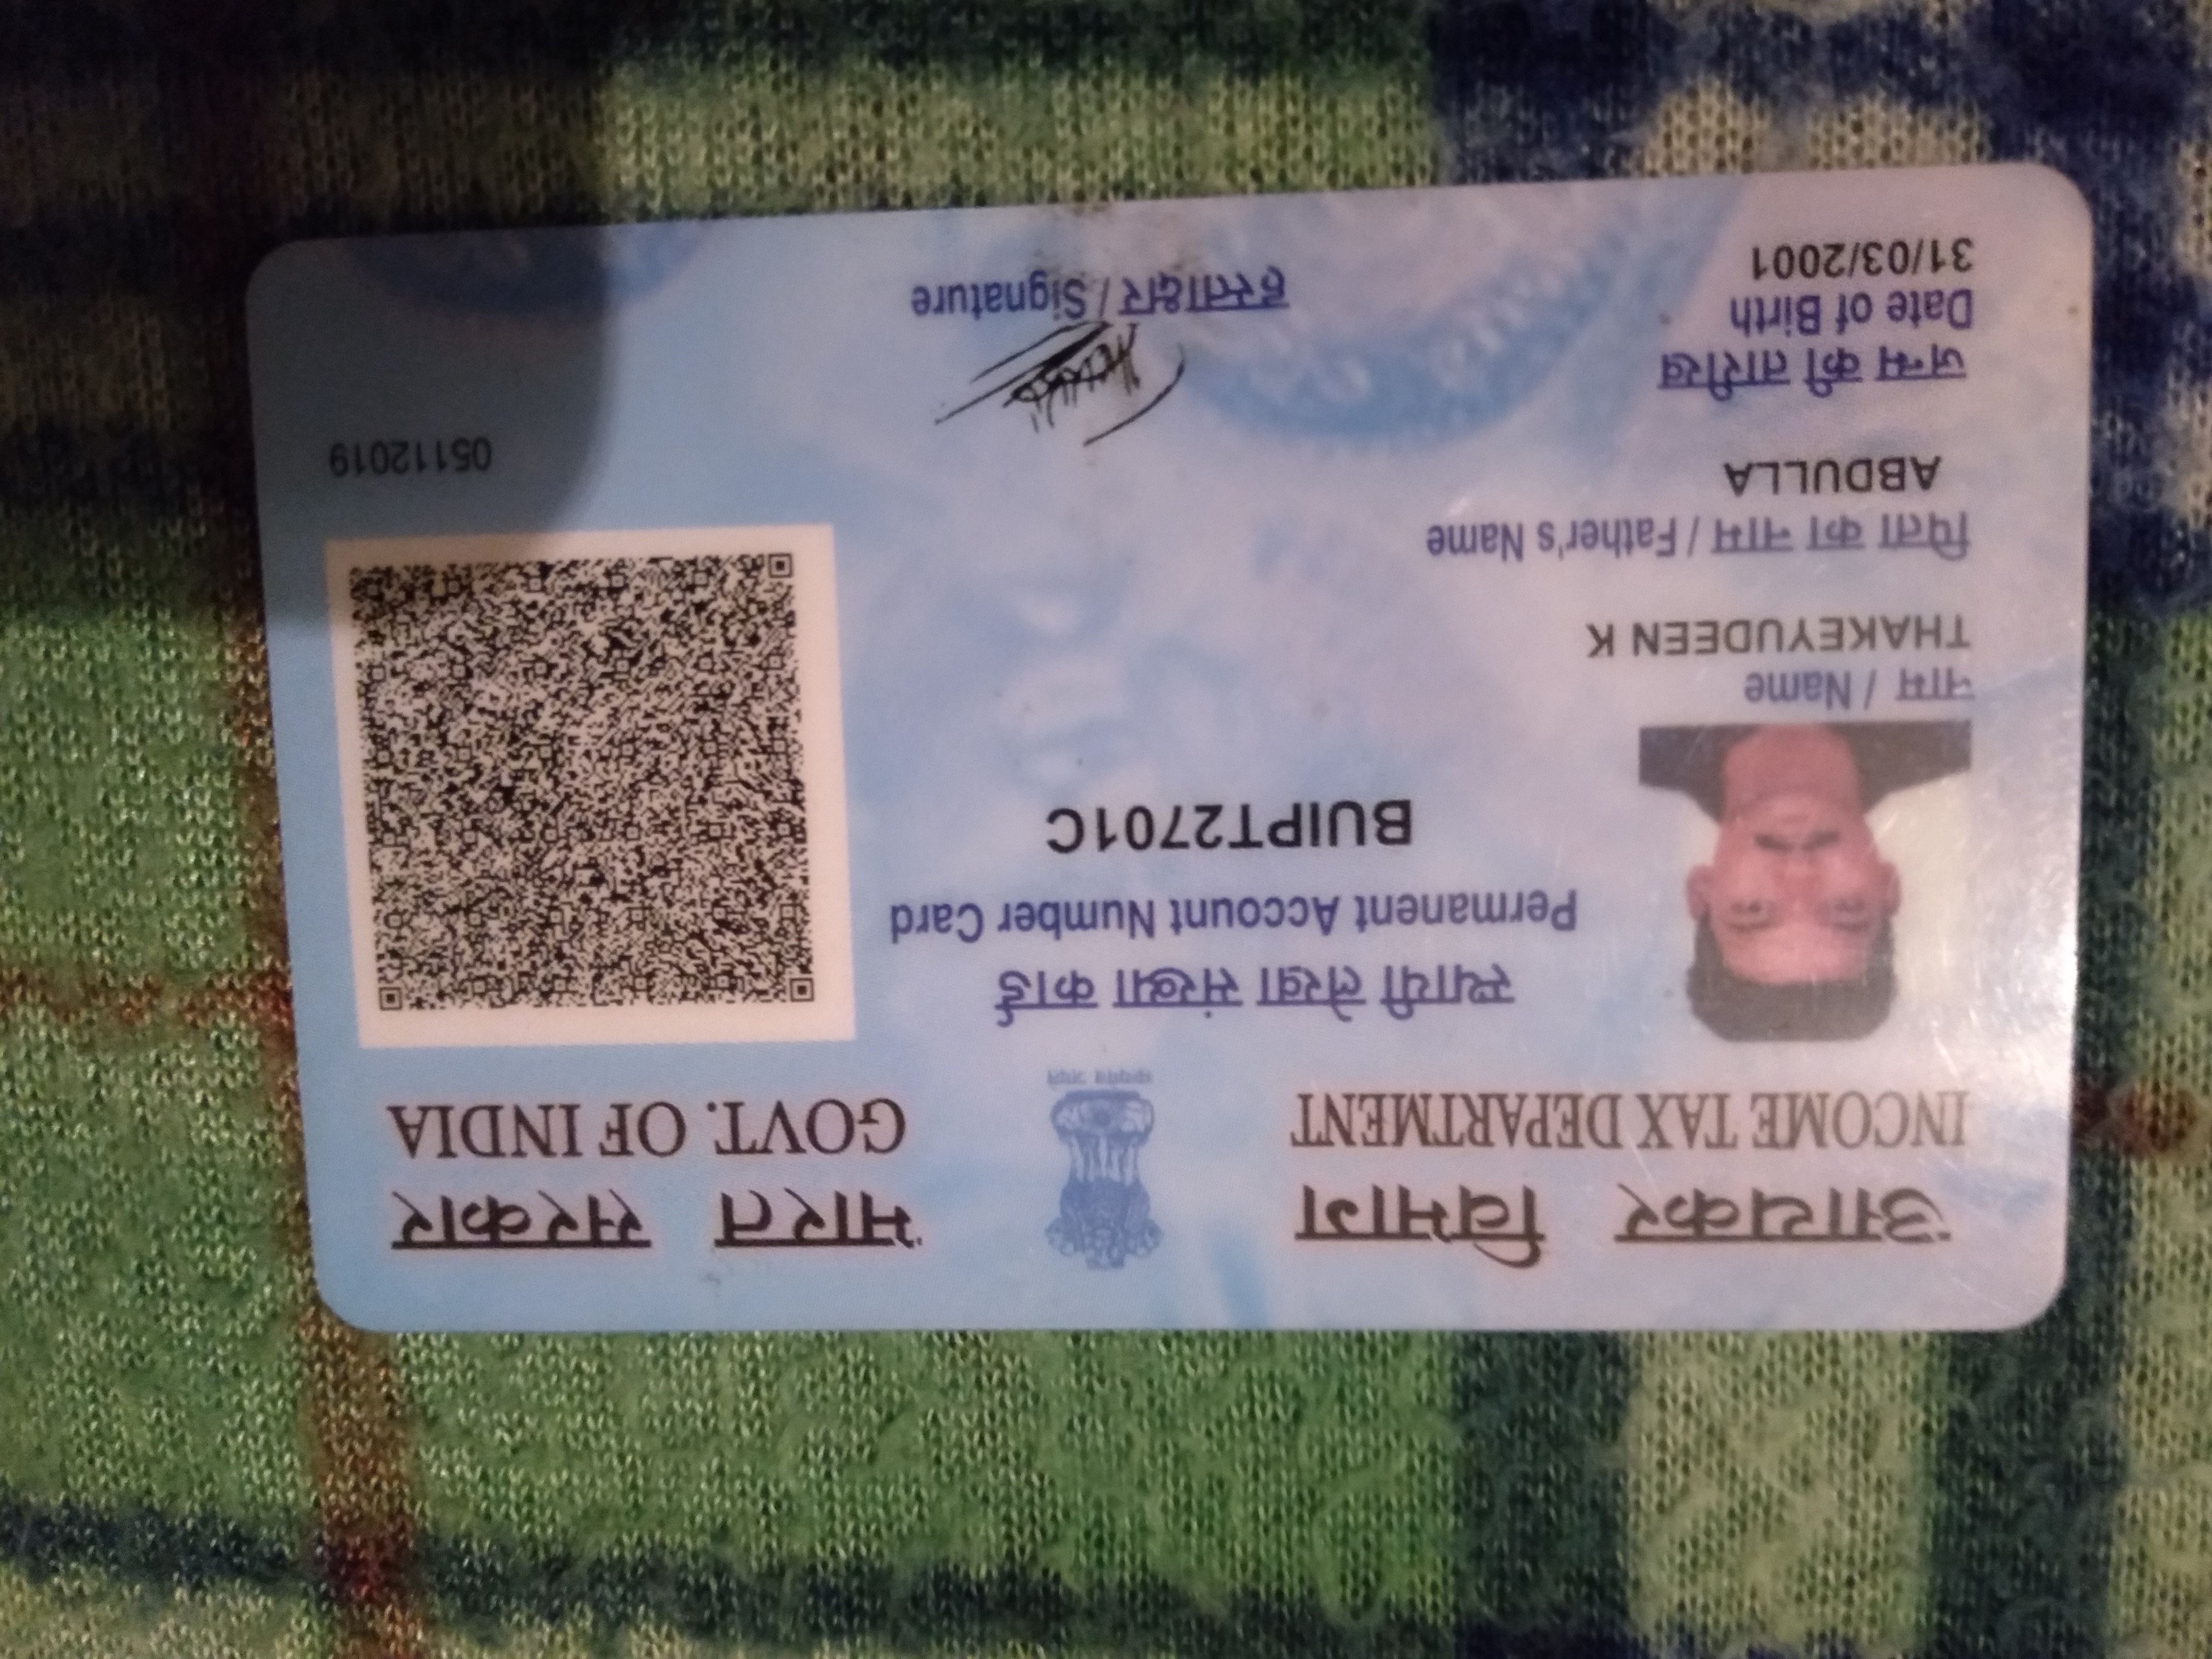 आयकर विभाग
INCOME TAX DEPARTMENT
भारत सरकार
GOVT. OF INDIA
सत्यमेव जयते
स्थायी लेखा संख्या कार्ड
Permanent Account Number Card
BUIPT2701C
नाम / Name
THAKEYUDEEN K
पिता का नाम / Father's Name
ABDULLA
जन्म की तारीख
Date of Birth
31/03/2001
हस्ताक्षर / Signature
05112019